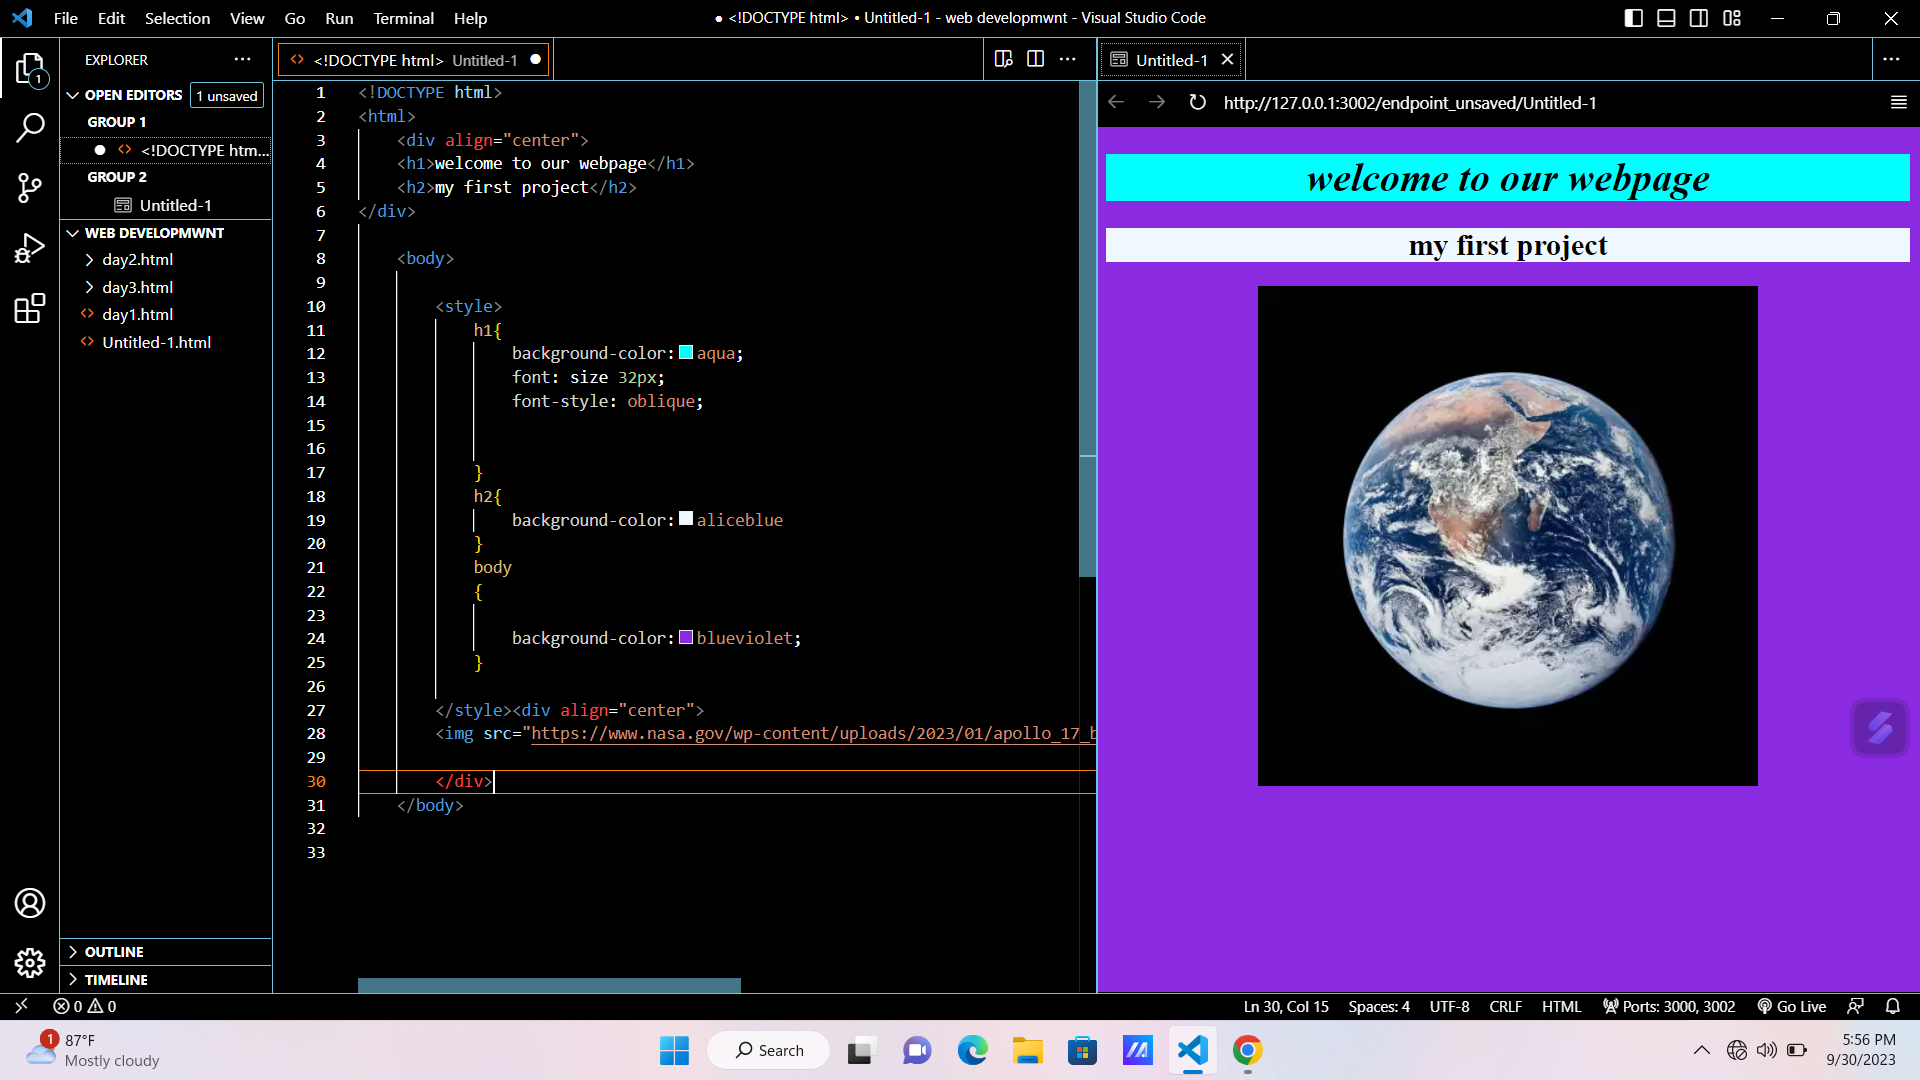 File Edit Selection View Go Run Terminal Help
● <!DOCTYPE html> • Untitled-1 - web developmwnt - Visual Studio Code
EXPLORER
OPEN EDITORS 1 unsaved
GROUP 1
<!DOCTYPE htm...
GROUP 2
Untitled-1
WEB DEVELOPMWNT
day2.html
day3.html
day1.html
Untitled-1.html
OUTLINE
TIMELINE
1
<!DOCTYPE html> Untitled-1
1 <!DOCTYPE html>
2 <html>
3 <div align="center">
4 <h1>welcome to our webpage</h1>
5 <h2>my first project</h2>
6 </div>
7
8 <body>
9
10 <style>
11 h1{
12 background-color: aqua;
13 font: size 32px;
14 font-style: oblique;
15
16
17 }
18 h2{
19 background-color: aliceblue
20 }
21 body
22 {
23
24 background-color: blueviolet;
25 }
26
27 </style><div align="center">
28 <img src="https://www.nasa.gov/wp-content/uploads/2023/01/apollo_17_b
29
30 </div>
31 </body>
32
33
Untitled-1
http://127.0.0.1:3002/endpoint_unsaved/Untitled-1
welcome to our webpage
my first project
0 0
Ln 30, Col 15 Spaces: 4 UTF-8 CRLF HTML Ports: 3000, 3002 Go Live
1
87°F
Mostly cloudy
Search
5:56 PM
9/30/2023